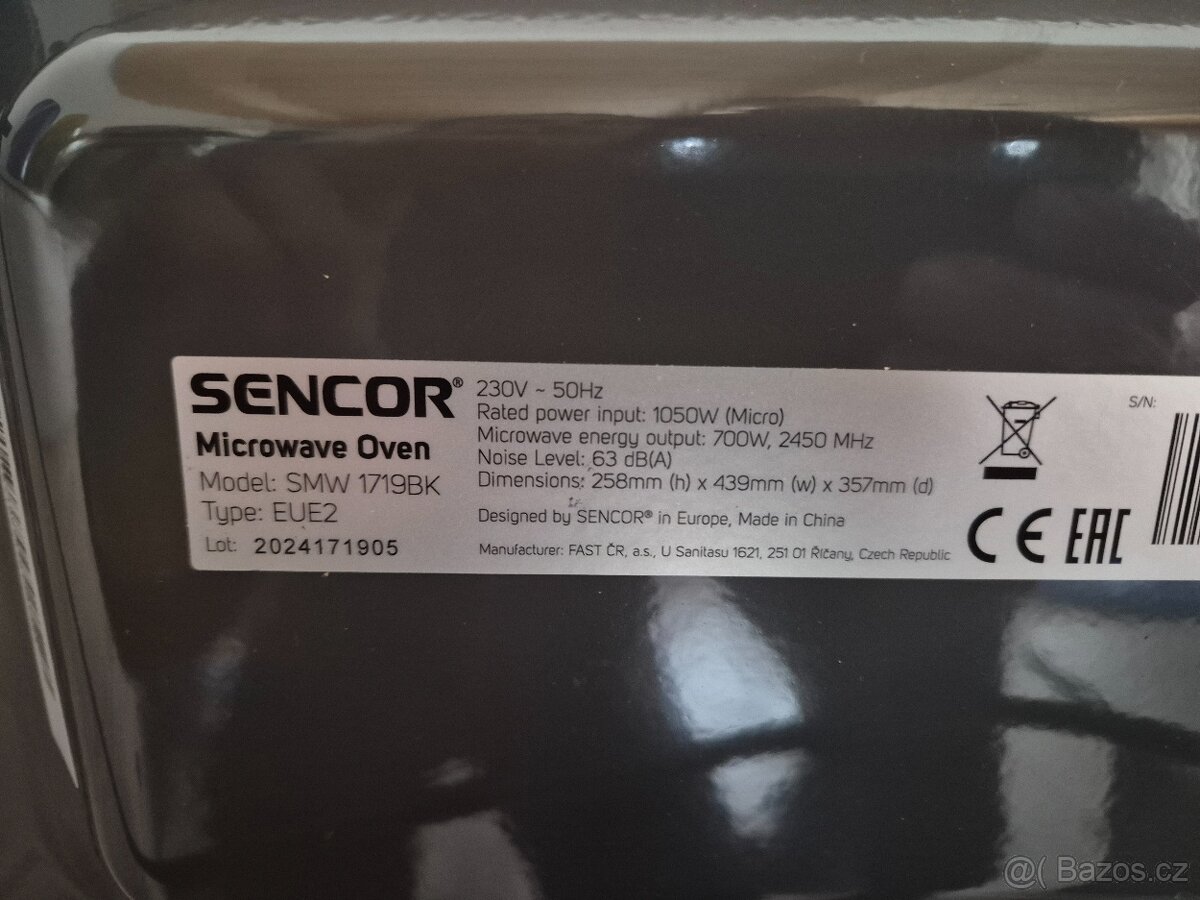 SENCOR®
Microwave Oven
Model: SMW 1719BK
Type: EUE2
Lot: 2024171905
230V ~ 50Hz
Rated power input: 1050W (Micro)
Microwave energy output: 700W, 2450 MHz
Noise Level: 63 dB(A)
Dimensions: 258mm (h) x 439mm (w) x 357mm (d)
Designed by SENCOR® in Europe, Made in China
Manufacturer: FAST ČR, a.s., U Sanitasu 1621, 251 01 Říčany, Czech Republic
CE EAC
S/N:
@( Bazos.cz